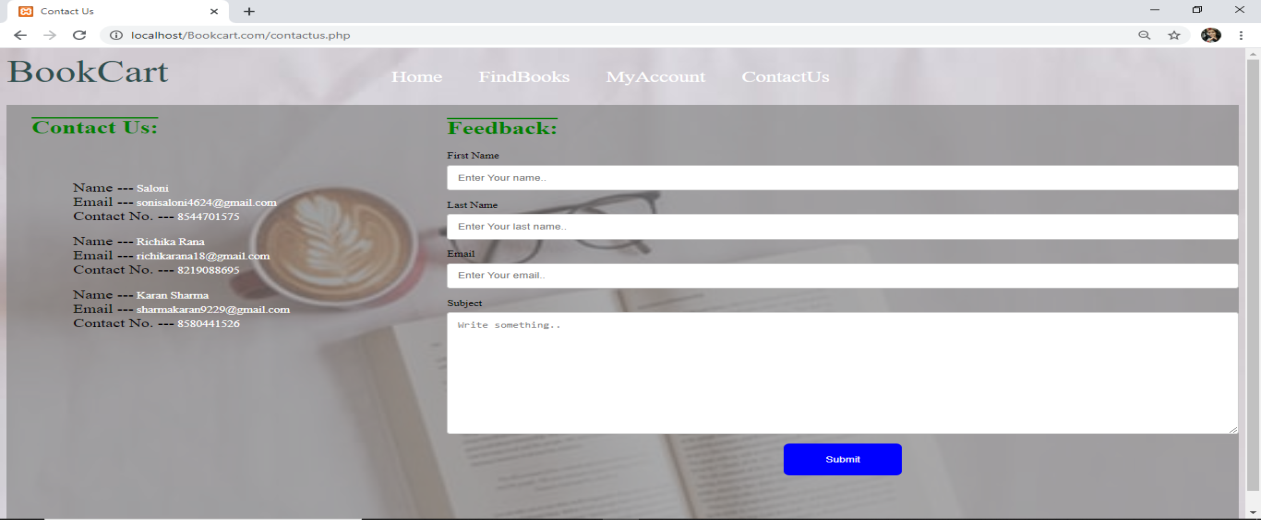 Contact Us
localhost/Bookcart.com/contactus.php
BookCart
Home FindBooks MyAccount ContactUs
Contact Us:
Name --- Saloni
Email --- sonisaloni4624@gmail.com
Contact No. --- 8544701575
Name --- Richika Rana
Email --- richikarana18@gmail.com
Contact No. --- 8219088695
Name --- Karan Sharma
Email --- sharmakaran9229@gmail.com
Contact No. --- 8580441526
Feedback:
First Name
Enter Your name..
Last Name
Enter Your last name..
Email
Enter Your email..
Subject
Write something..
Submit